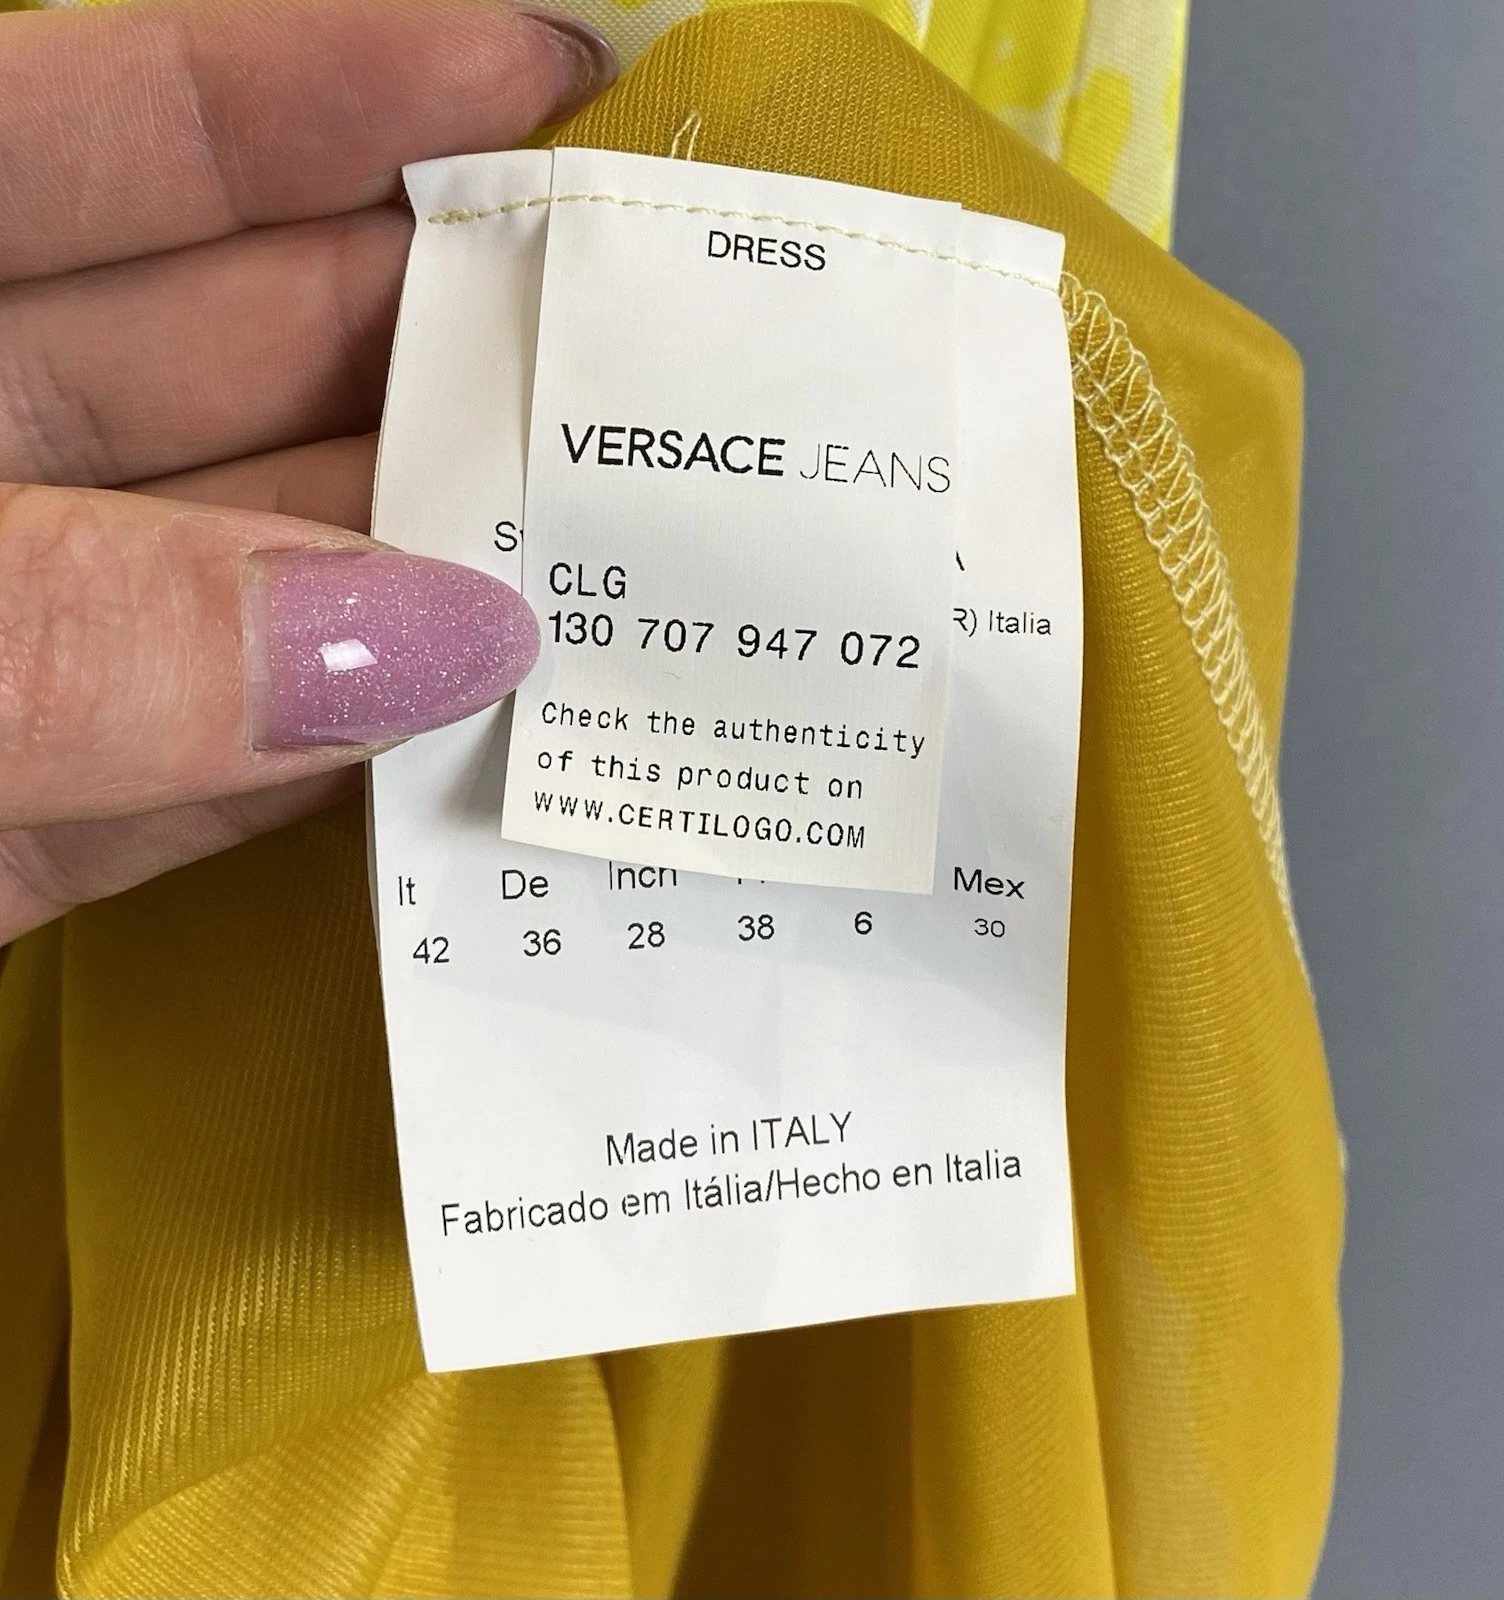 DRESS
VERSACE JEANS
CLG
130 707 947 072
Check the authenticity
of this product on
WWW.CERTILOGO.COM
Italia
It De Inch Mex
42 36 28 38 6 30
Made in ITALY
Fabricado em Itália/Hecho en Italia